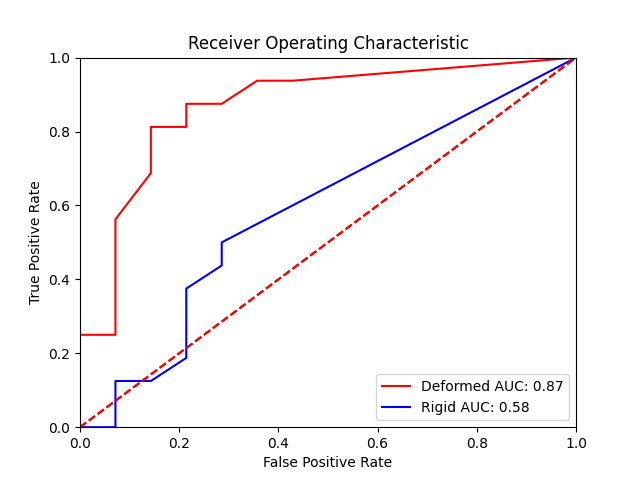 Receiver Operating Characteristic
True Positive Rate
1.0
0.8
0.6
0.4
0.2
0.0
0.0 0.2 0.4 0.6 0.8 1.0
False Positive Rate
Deformed AUC: 0.87
Rigid AUC: 0.58